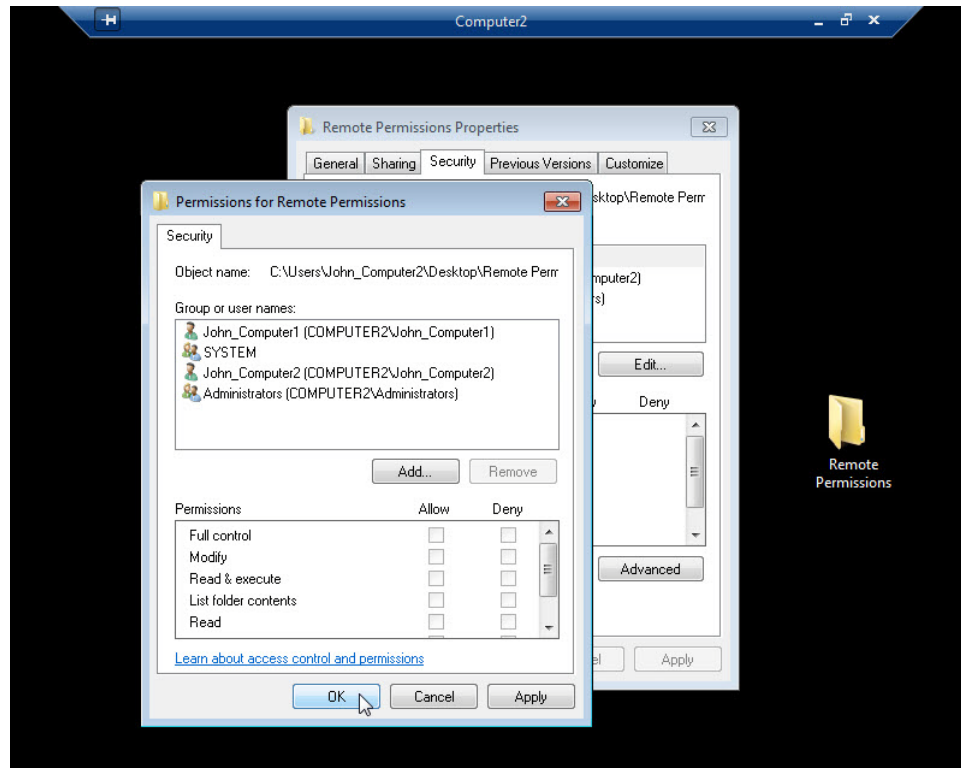 Computer2
Remote Permissions Properties
General Sharing Security Previous Versions Customize
sktop\Remote Perm
Permissions for Remote Permissions
Security
Object name: C:\Users\John_Computer2\Desktop\Remote Perm
Group or user names:
John_Computer1 (COMPUTER2\John_Computer1)
SYSTEM
John_Computer2 (COMPUTER2\John_Computer2)
Administrators (COMPUTER2\Administrators)
mputer2)
rs)
Edit...
Deny
Add... Remove
Permissions Allow Deny
Full control
Modify
Read & execute
List folder contents
Read
Advanced
Learn about access control and permissions
OK Cancel Apply
el Apply
Remote
Permissions